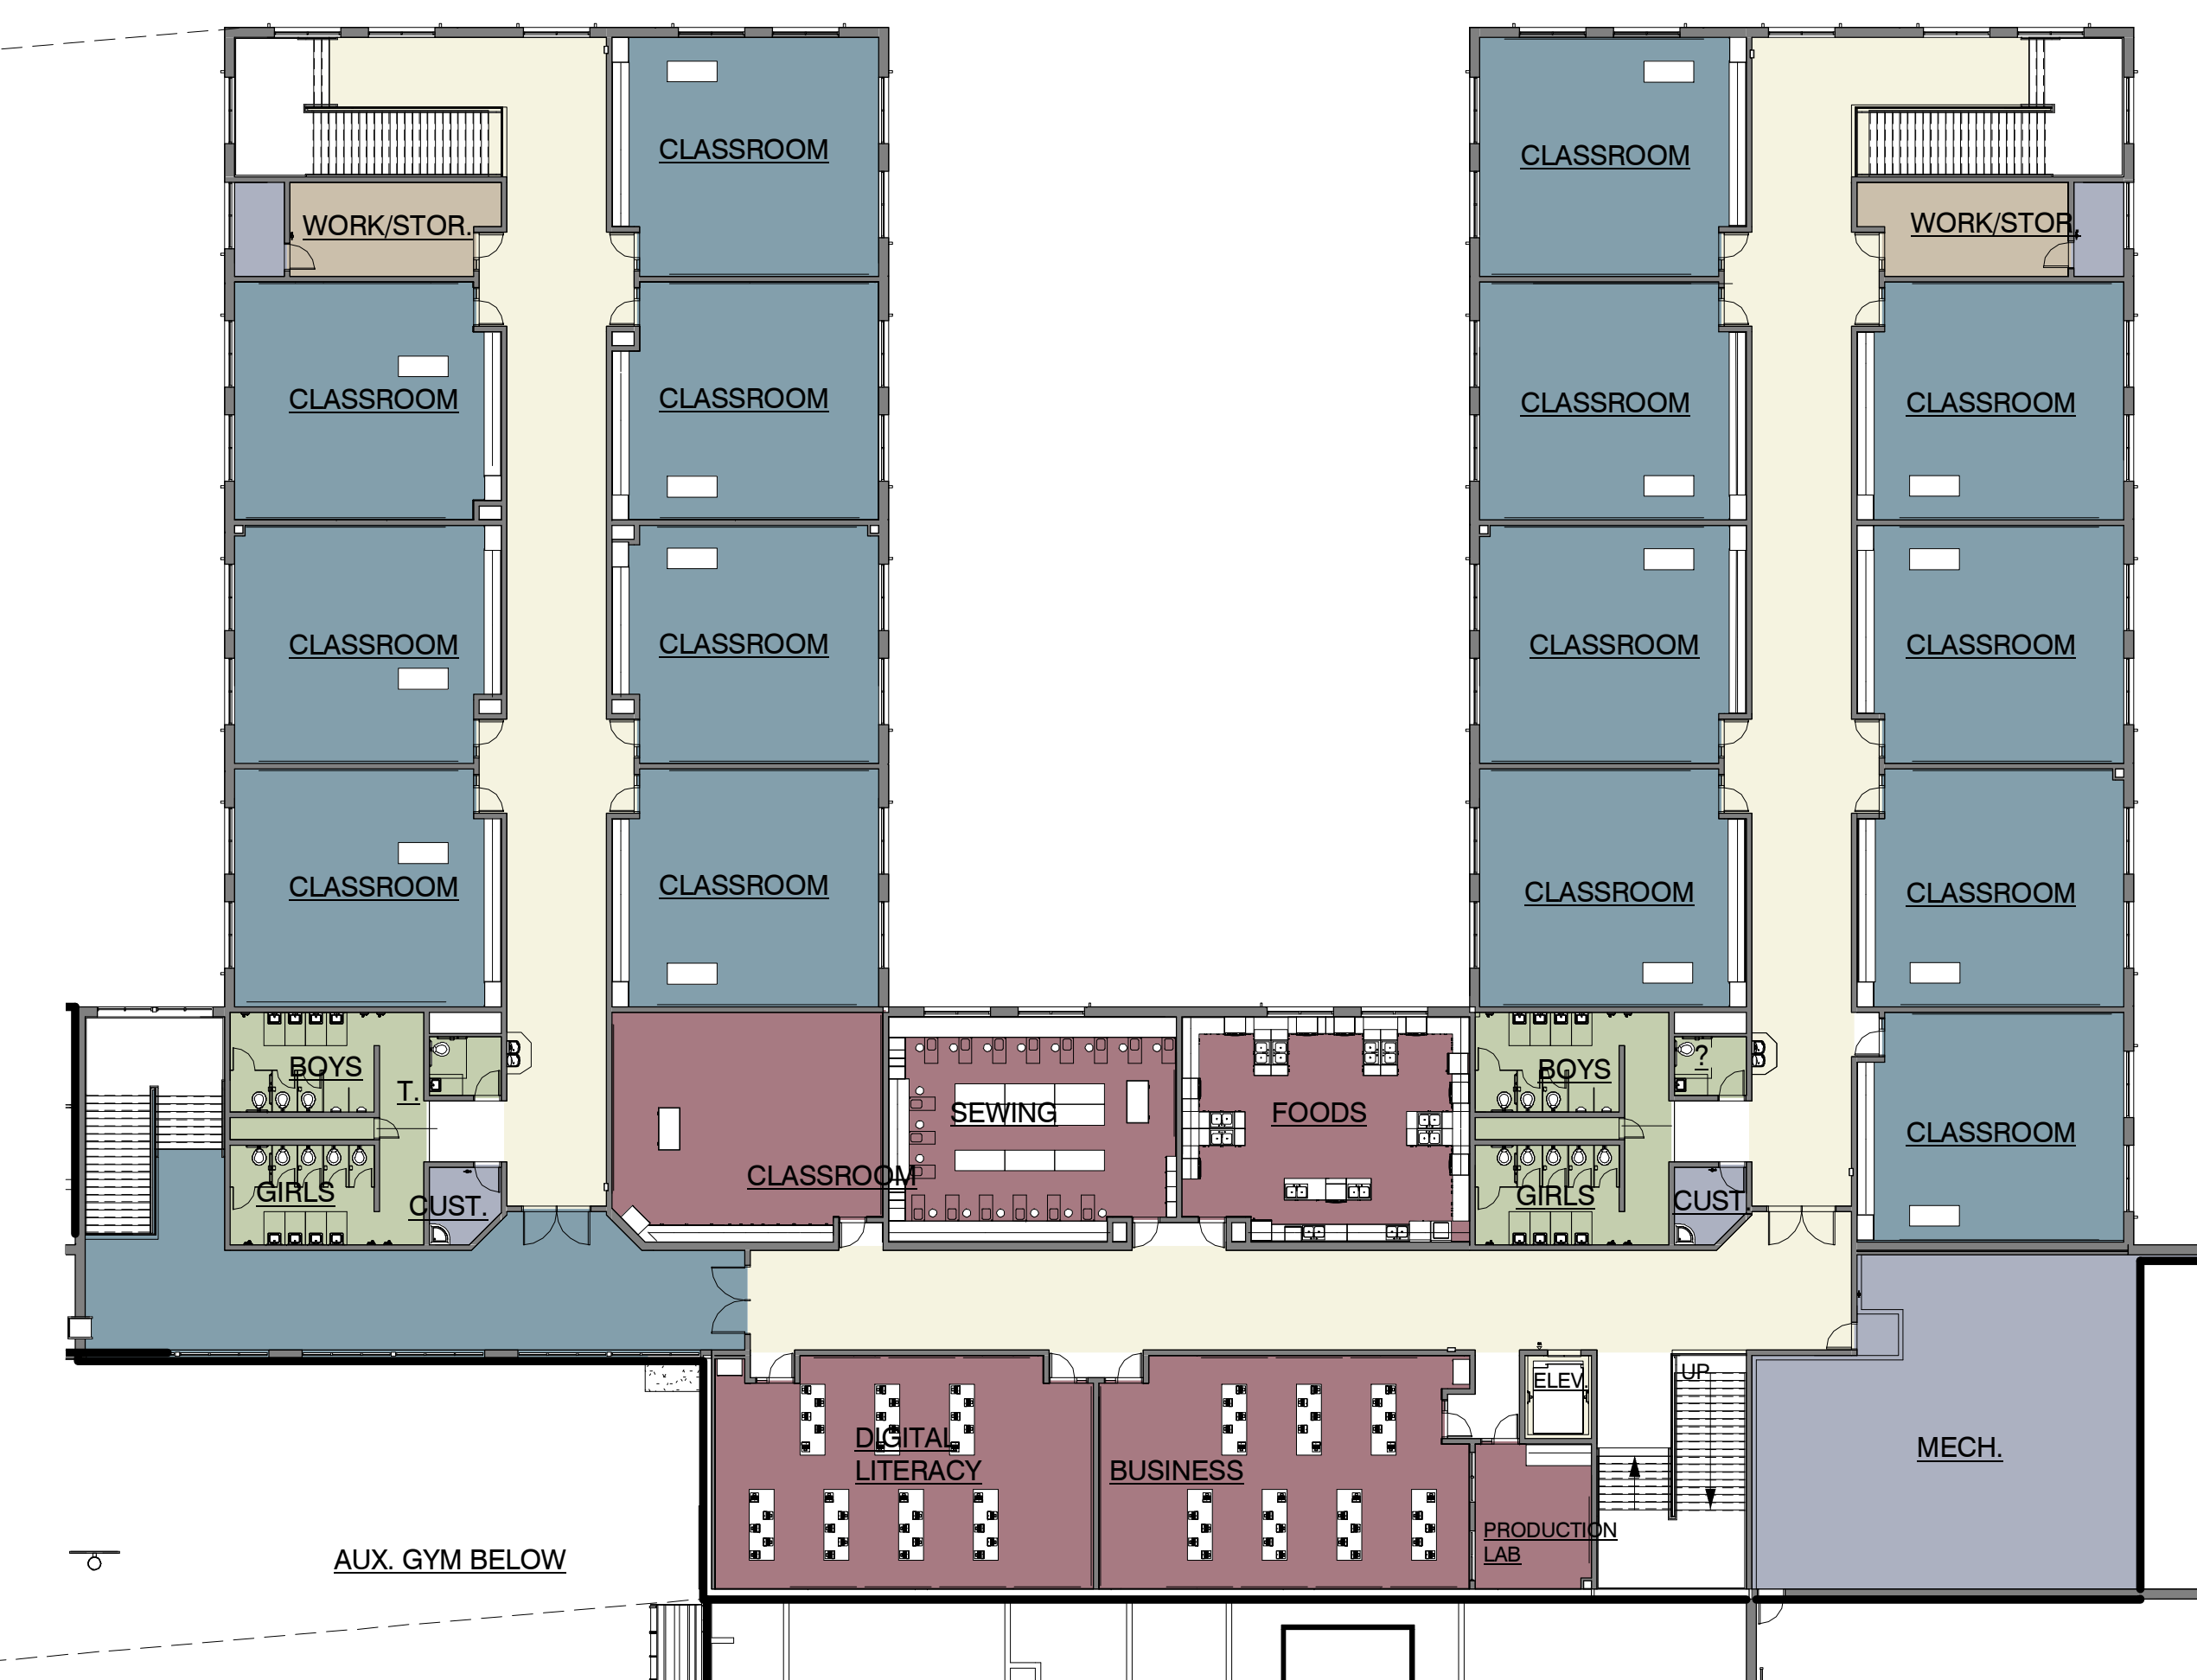 CLASSROOM
CLASSROOM
WORK/STOR.
WORK/STOR.
CLASSROOM
CLASSROOM
CLASSROOM
CLASSROOM
CLASSROOM
CLASSROOM
CLASSROOM
CLASSROOM
CLASSROOM
CLASSROOM
CLASSROOM
CLASSROOM
BOYS
T.
GIRLS
CUST.
CLASSROOM
SEWING
FOODS
BOYS
?
GIRLS
CUST.
CLASSROOM
DIGITAL
LITERACY
BUSINESS
ELEV.
UP
PRODUCTION
LAB
MECH.
AUX. GYM BELOW